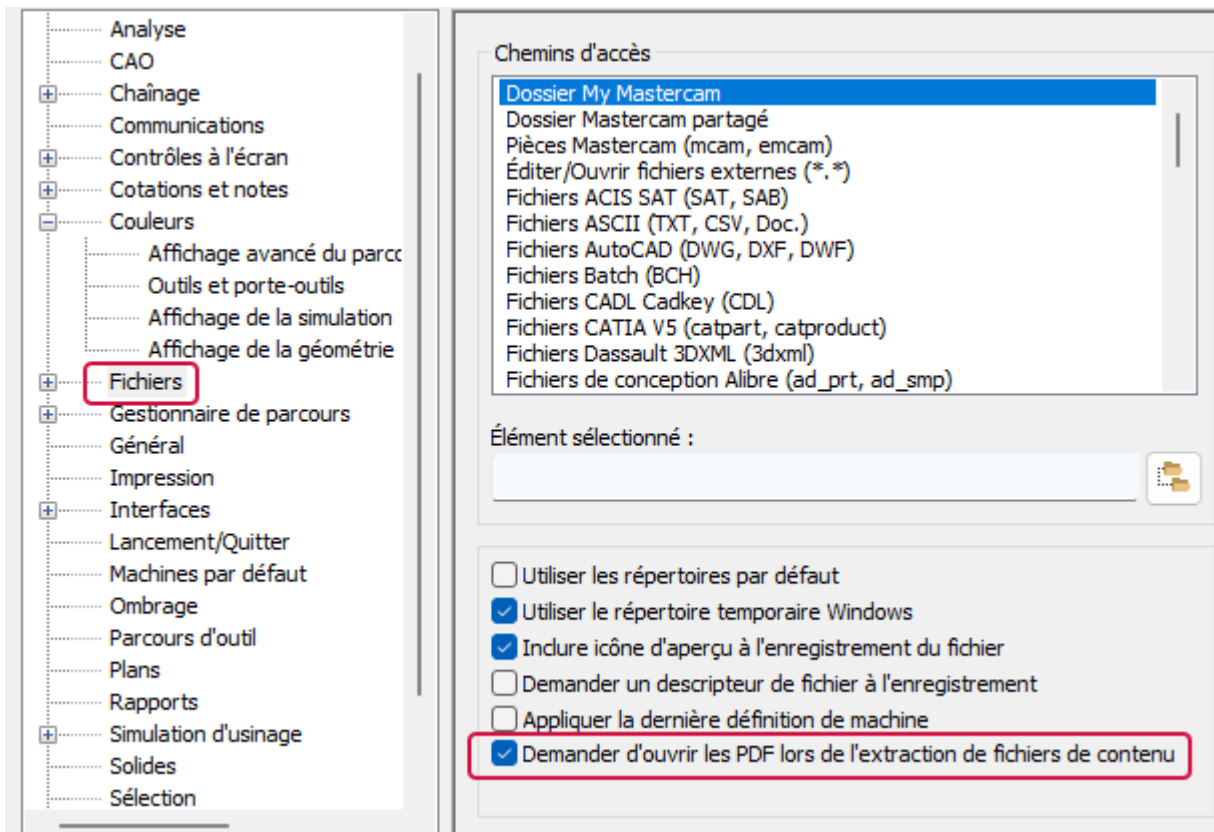 Analyse
CAO
Chaînage
Communications
Contrôles à l'écran
Cotations et notes
Couleurs
Affichage avancé du parco
Outils et porte-outils
Affichage de la simulation
Affichage de la géométrie
Fichiers
Gestionnaire de parcours
Général
Impression
Interfaces
Lancement/Quitter
Machines par défaut
Ombrage
Parcours d'outil
Plans
Rapports
Simulation d'usinage
Solides
Sélection
Chemins d'accès
Dossier My Mastercam
Dossier Mastercam partagé
Pièces Mastercam (mcam, emcam)
Éditer/Ouvrir fichiers externes (*.*)
Fichiers ACIS SAT (SAT, SAB)
Fichiers ASCII (TXT, CSV, Doc.)
Fichiers AutoCAD (DWG, DXF, DWF)
Fichiers Batch (BCH)
Fichiers CADL Cadkey (CDL)
Fichiers CATIA V5 (catpart, catproduct)
Fichiers Dassault 3DXML (3dxml)
Fichiers de conception Alibre (ad_prt, ad_smp)
Élément sélectionné :
Utiliser les répertoires par défaut
Utiliser le répertoire temporaire Windows
Inclure icône d'aperçu à l'enregistrement du fichier
Demander un descripteur de fichier à l'enregistrement
Appliquer la dernière définition de machine
Demander d'ouvrir les PDF lors de l'extraction de fichiers de contenu